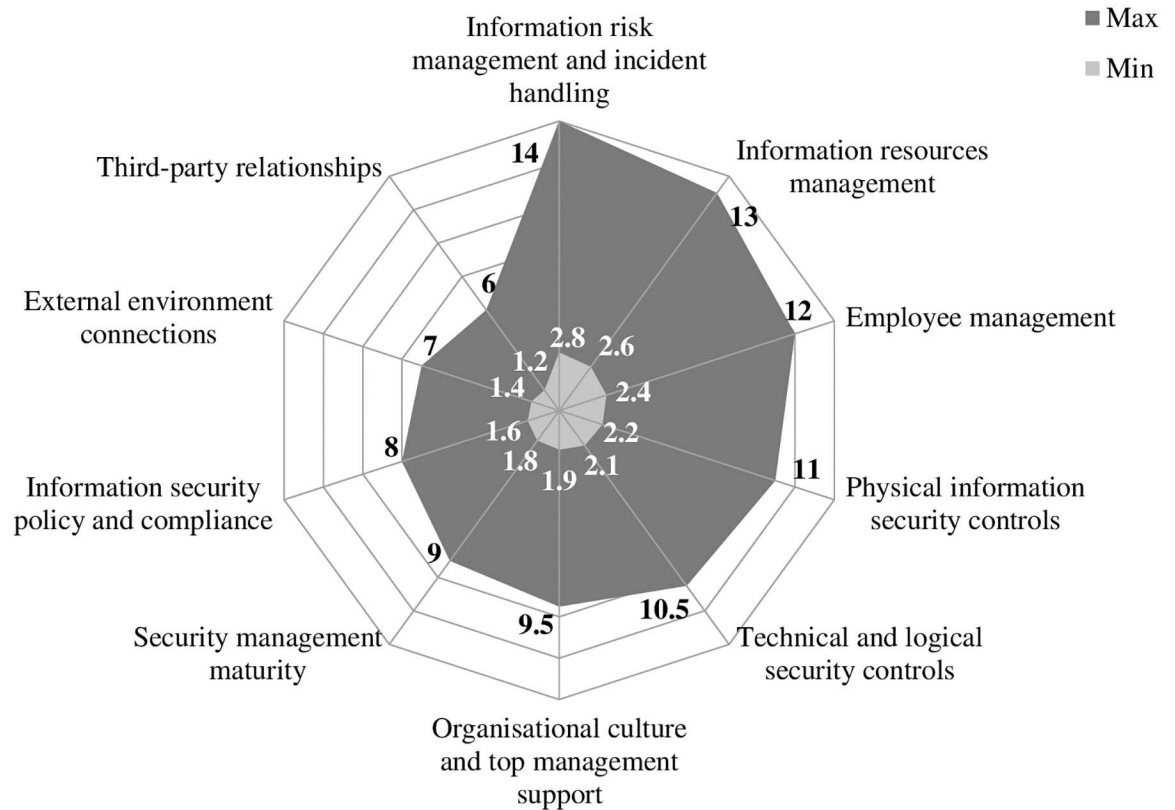 Information risk
management and incident
handling
Max
Min
Information resources
management
Third-party relationships
14
13
External environment
connections
6
12
Employee management
7
2.8
2.6
1.2
1.4
2.4
1.6
2.2
1.8
2.1
1.9
8
11
Information security
policy and compliance
Physical information
security controls
9
9.5
10.5
Security management
maturity
Technical and logical
security controls
Organisational culture
and top management
support